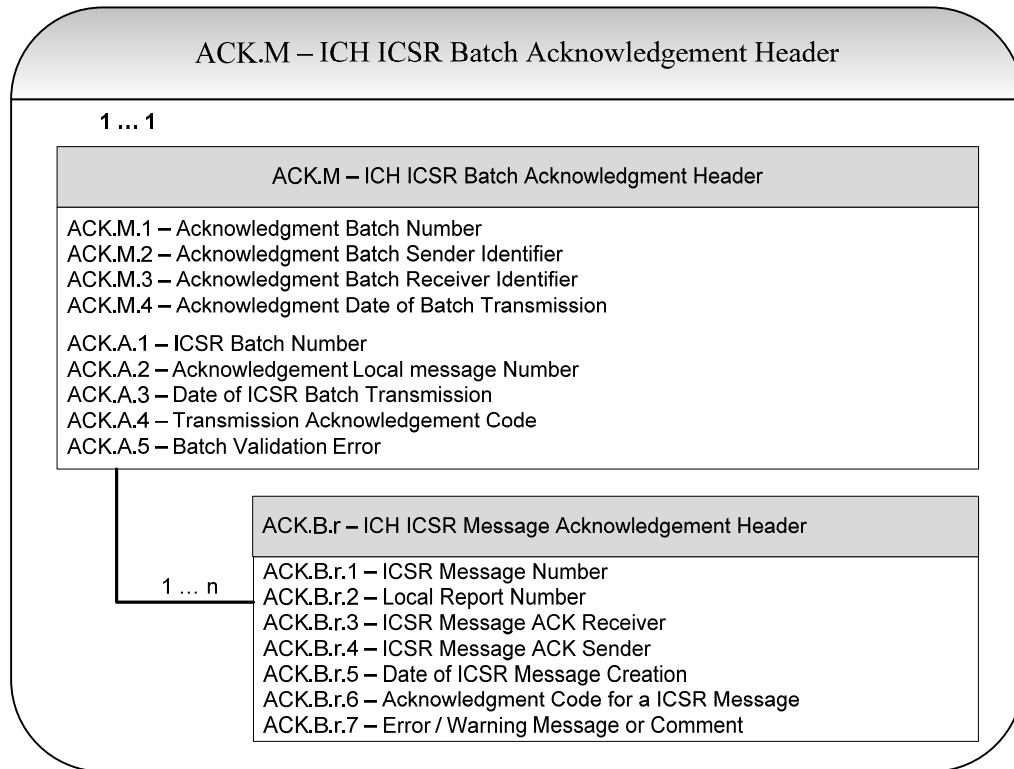 ACK.M – ICH ICSR Batch Acknowledgement Header
1 ... 1
ACK.M – ICH ICSR Batch Acknowledgment Header
ACK.M.1 – Acknowledgment Batch Number
ACK.M.2 – Acknowledgment Batch Sender Identifier
ACK.M.3 – Acknowledgment Batch Receiver Identifier
ACK.M.4 – Acknowledgment Date of Batch Transmission
ACK.A.1 – ICSR Batch Number
ACK.A.2 – Acknowledgement Local message Number
ACK.A.3 – Date of ICSR Batch Transmission
ACK.A.4 – Transmission Acknowledgement Code
ACK.A.5 – Batch Validation Error
1 ... n
ACK.B.r – ICH ICSR Message Acknowledgement Header
ACK.B.r.1 – ICSR Message Number
ACK.B.r.2 – Local Report Number
ACK.B.r.3 – ICSR Message ACK Receiver
ACK.B.r.4 – ICSR Message ACK Sender
ACK.B.r.5 – Date of ICSR Message Creation
ACK.B.r.6 – Acknowledgment Code for a ICSR Message
ACK.B.r.7 – Error / Warning Message or Comment